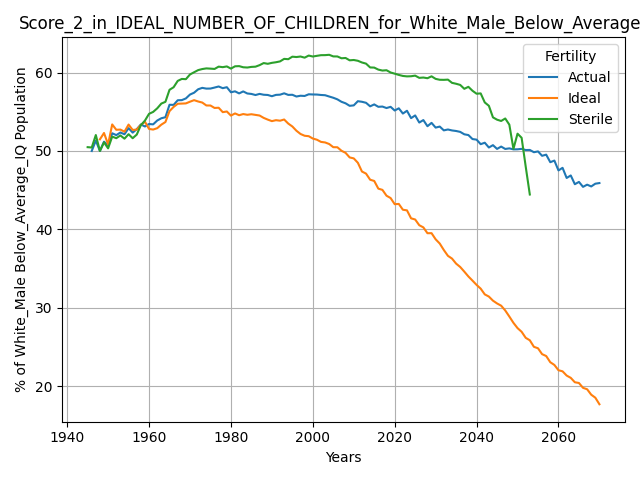 Score_2_in_IDEAL_NUMBER_OF_CHILDREN_for_White_Male_Below_Average
Fertility
Actual
Ideal
Sterile
% of White_Male Below_Average_IQ Population
60
50
40
30
20
1940
1960
1980
2000
2020
2040
2060
Years